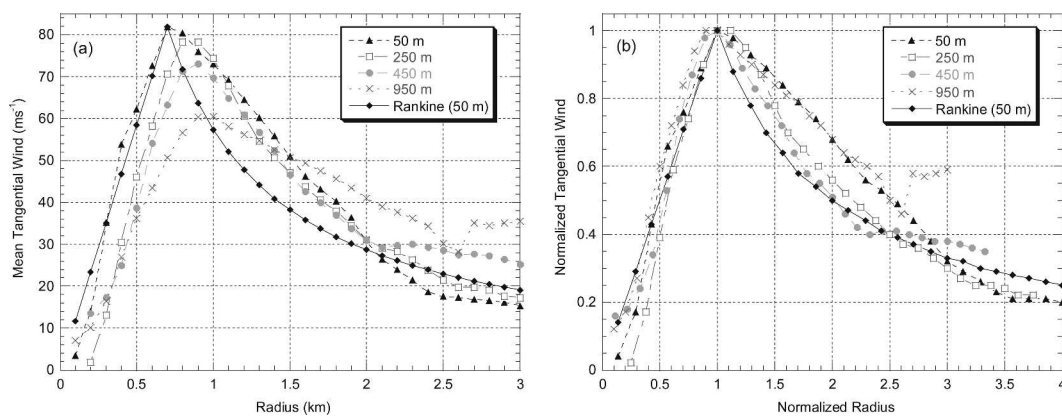 (a)
50 m
250 m
450 m
950 m
Rankine (50 m)
Mean Tangential Wind (ms-1)
80
70
60
50
40
30
20
10
0
0
0.5
1
1.5
2
2.5
3
Radius (km)
(b)
50 m
250 m
450 m
950 m
Rankine (50 m)
Normalized Tangential Wind
1
0.8
0.6
0.4
0.2
0
0
0.5
1
1.5
2
2.5
3
3.5
4
Normalized Radius